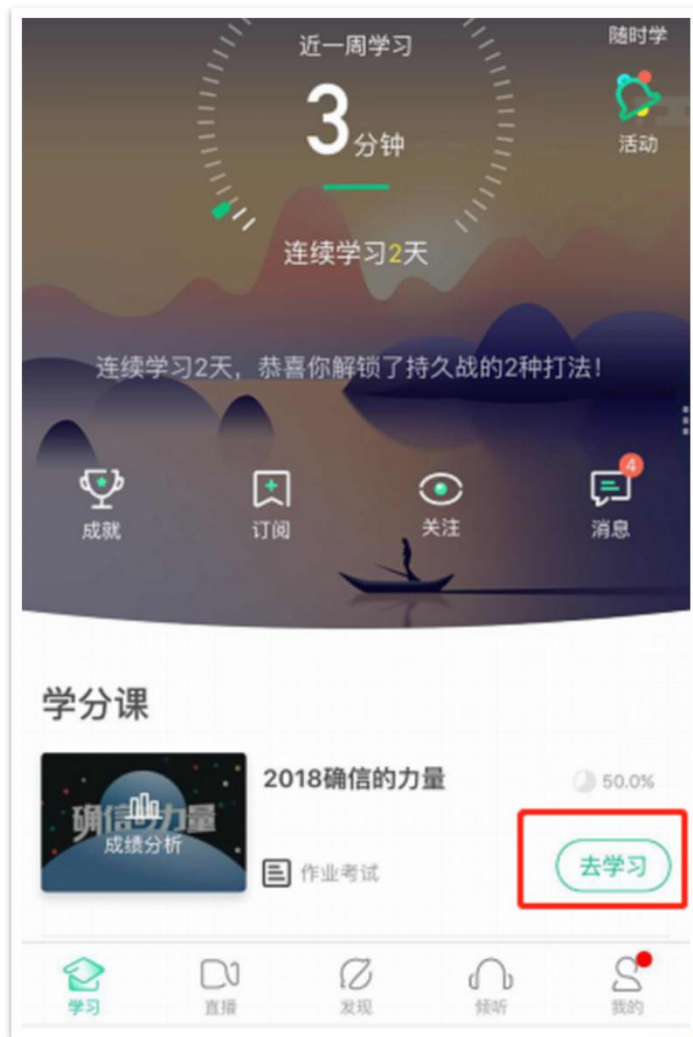 近一周学习
随时学
3分钟
活动
连续学习2天
连续学习2天，恭喜你解锁了持久战的2种打法！
成就
订阅
关注
4
消息
学分课
确信的力量
成绩分析
2018确信的力量
50.0%
作业考试
去学习
学习
直播
发现
倾听
我的